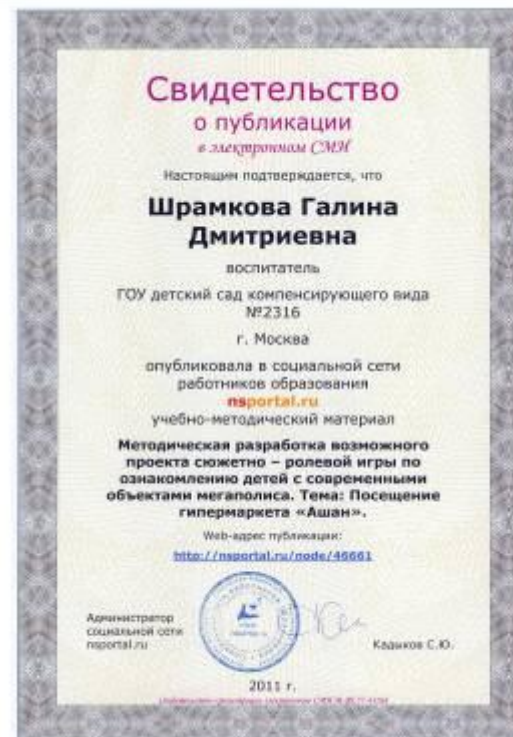 Свидетельство
о публикации
в электронном СМИ
Настоящим подтверждается, что
Шрамкова Галина
Дмитриевна
воспитатель
ГОУ детский сад компенсирующего вида
№2316
г. Москва
опубликовала в социальной сети
работников образования
nsportal.ru
учебно-методический материал
Методическая разработка возможного
проекта сюжетно – ролевой игры по
ознакомлению детей с современными
объектами мегаполиса. Тема: Посещение
гипермаркета «Ашан».
Web-адрес публикации:
http://nsportal.ru/node/46661
Администратор
социальной сети
nsportal.ru
Кадыков С.Ю.
2011 г.